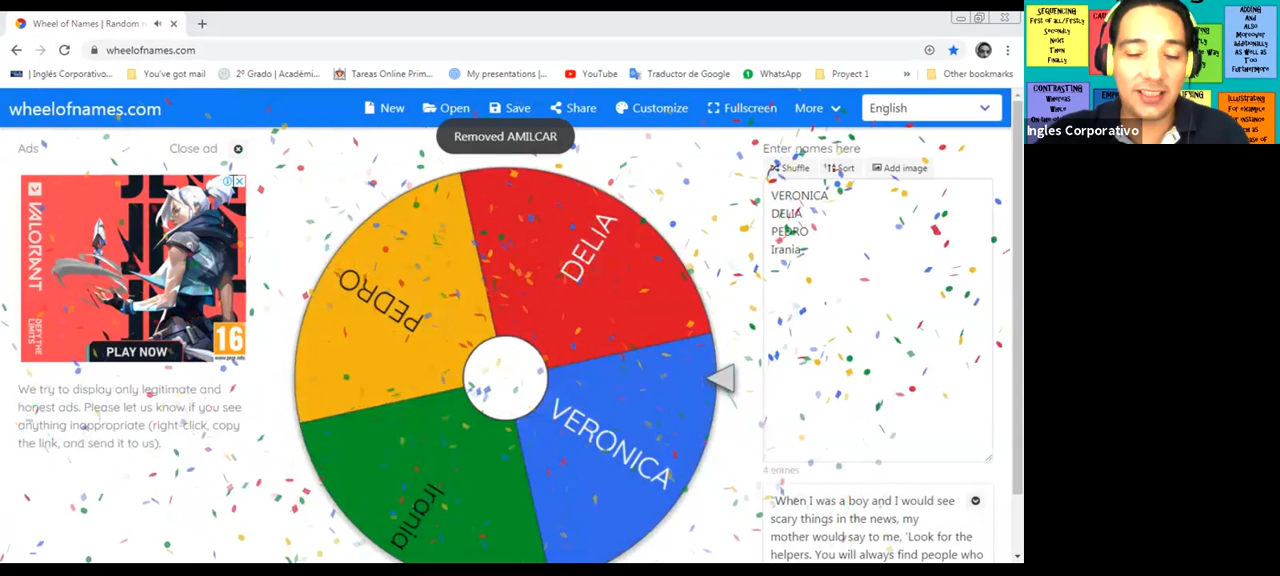 Wheel of Names | Random n
wheelofnames.com
| Inglés Corporativo...
You've got mail
2º Grado | Académi...
Tareas Online Prim...
My presentations |...
YouTube
Traductor de Google
WhatsApp
Proyect 1
»
Other bookmarks
wheelofnames.com
New
Open
Save
Share
Customize
Fullscreen
More
English
Removed AMILCAR
Ads
Close ad
VALORANT
DEFY THE LIMITS
16
PLAY NOW
We try to display only legitimate and
honest ads. Please let us know if you see
anything inappropriate (right-click, copy
the link, and send it to us).
DELIA
PEDRO
VERONICA
Irania
Enter names here
Shuffle
Sort
Add image
VERONICA
DELIA
PEDRO
Irania
4 entries
"When I was a boy and I would see
scary things in the news, my
mother would say to me, 'Look for the
helpers. You will always find people who
SEQUENCING
First of all/Firstly
Secondly
Next
Then
Finally
ADDING
And
Also
Moreover
Additionally
As well as
Too
Furthermore
CONTRASTING
Whereas
While
ILLUSTRATING
For example
For instance
Ingles Corporativo